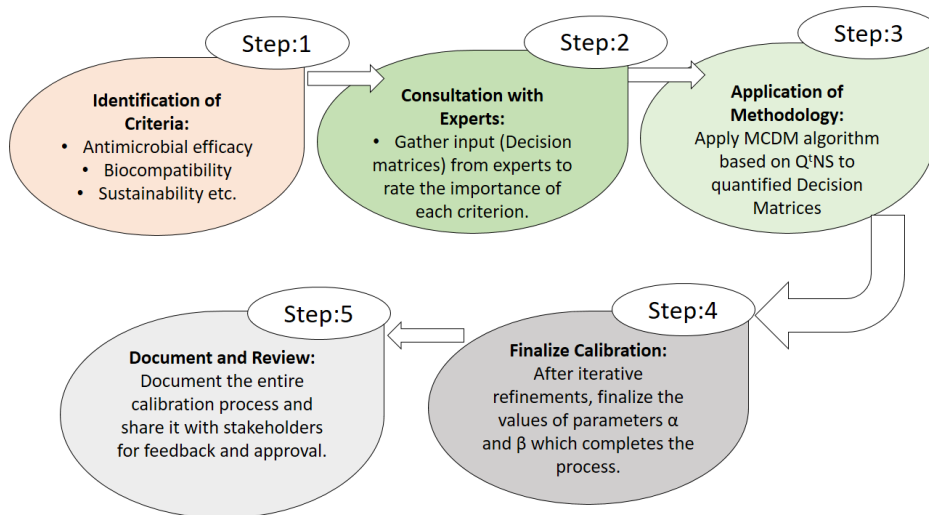 Step:1
Identification of
Criteria:
• Antimicrobial efficacy
• Biocompatibility
• Sustainability etc.
Step:2
Consultation with
Experts:
• Gather input (Decision
matrices) from experts to
rate the importance of
each criterion.
Step:3
Application of
Methodology:
Apply MCDM algorithm
based on QᵗNS to
quantified Decision
Matrices
Step:4
Finalize Calibration:
After iterative
refinements, finalize the
values of parameters α
and β which completes the
process.
Step:5
Document and Review:
Document the entire
calibration process and
share it with stakeholders
for feedback and approval.